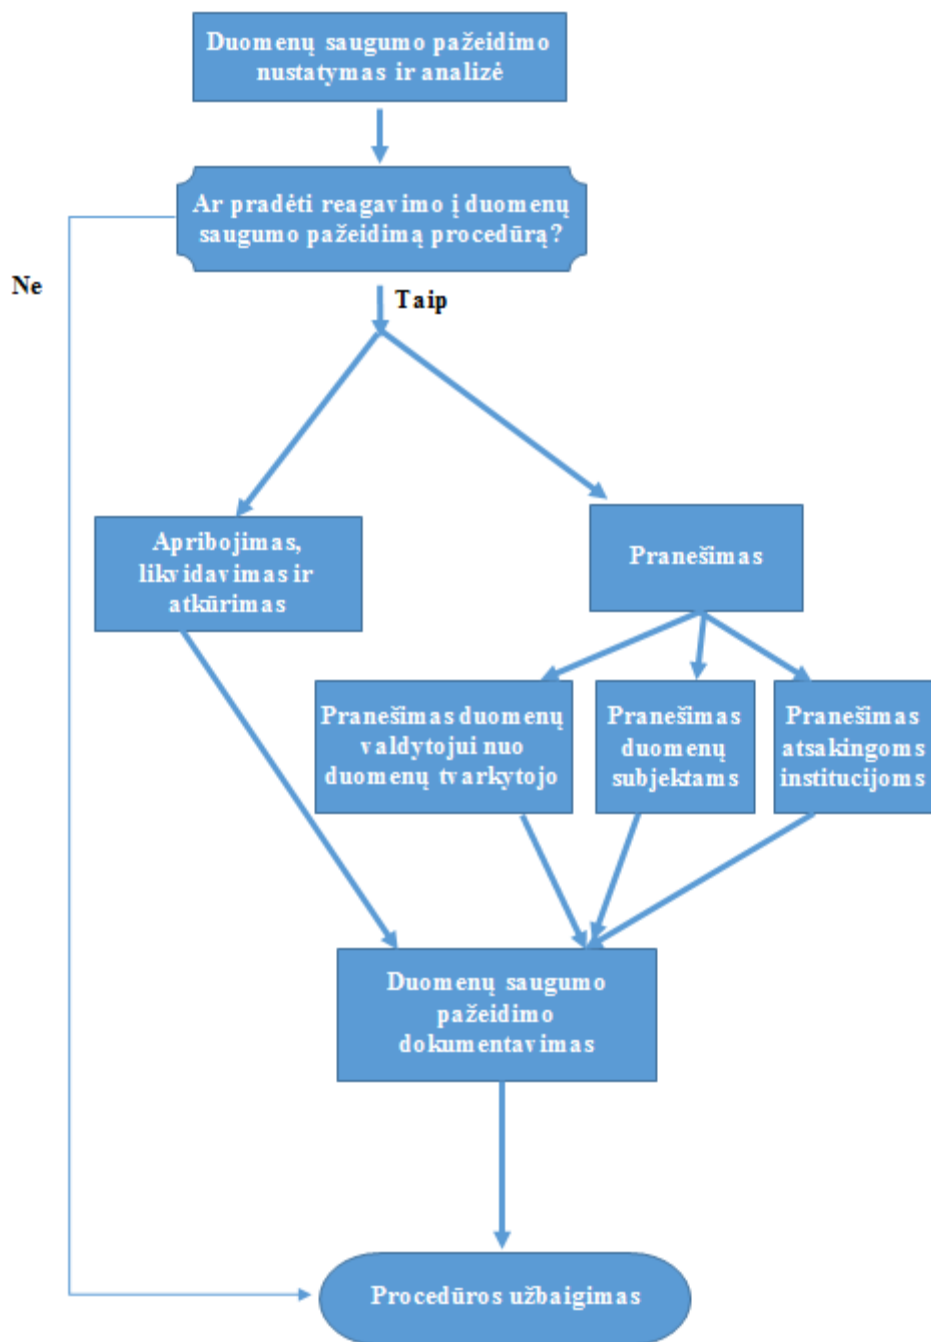 Duomenų saugumo pažeidimo
nustatymas ir analizė
Ar pradėti reagavimo į duomenų
saugumo pažeidimą procedūrą?
Ne
Taip
Apribojimas,
likvidavimas ir
atkūrimas
Pranešimas
Pranešimas duomenų
valdytojui nuo
duomenų tvarkytojo
Pranešimas
duomenų
subjektams
Pranešimas
atsakingoms
institucijoms
Duomenų saugumo
pažeidimo
dokumentavimas
Procedūros užbaigimas